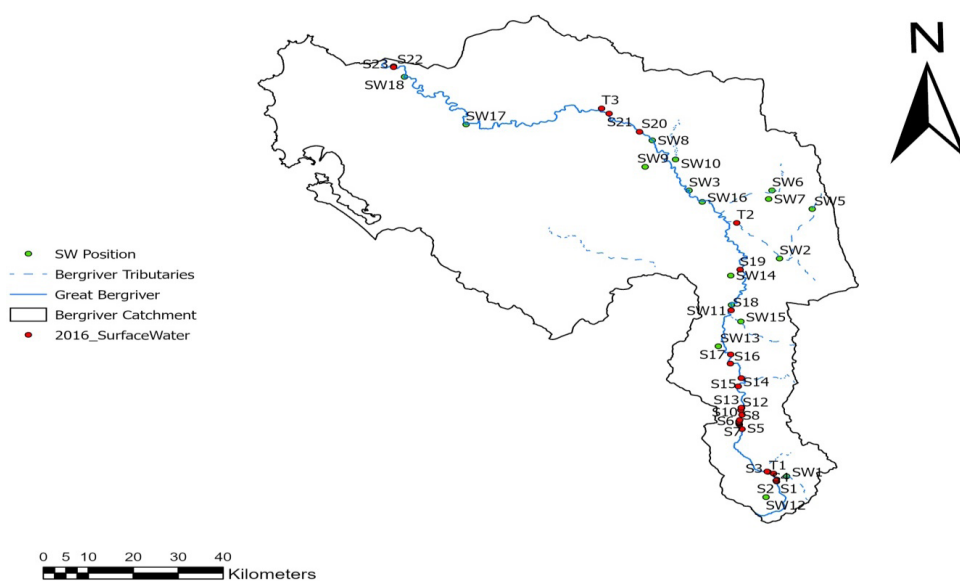 N
S23
S22
SW18
SW17
T3
S21
S20
SW8
SW9
SW10
SW3
SW16
SW6
SW7
SW5
T2
SW2
S19
SW14
S18
SW11
SW15
SW13
S17
S16
S14
S15
S13
S12
S10
S8
S6
S7
S5
S3
T1
SW1
S2
S1
SW12
SW Position
Bergriver Tributaries
Great Bergriver
Bergriver Catchment
2016_SurfaceWater
0 5 10 20 30 40
Kilometers